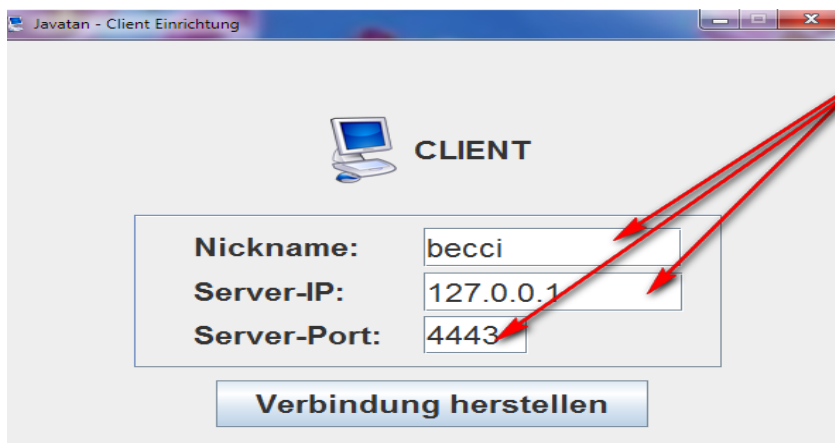 Javatan - Client Einrichtung
CLIENT
Nickname: becci
Server-IP: 127.0.0.1
Server-Port: 4443
Verbindung herstellen